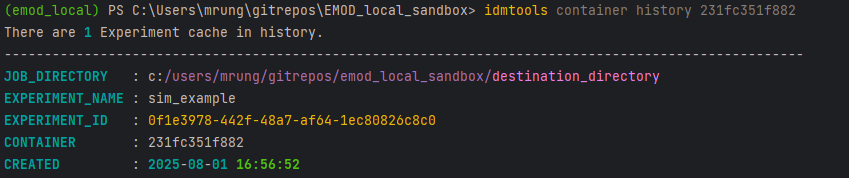 (emod_local) PS C:\Users\mrung\gitrepos\EMOD_local_sandbox> idmtools container history 231fc351f882
There are 1 Experiment cache in history.
----------------------------------------------------------------------------------------------------
JOB_DIRECTORY   : c:/users/mrung/gitrepos/emod_local_sandbox/destination_directory
EXPERIMENT_NAME : sim_example
EXPERIMENT_ID   : 0f1e3978-442f-48a7-af64-1ec80826c8c0
CONTAINER       : 231fc351f882
CREATED         : 2025-08-01 16:56:52